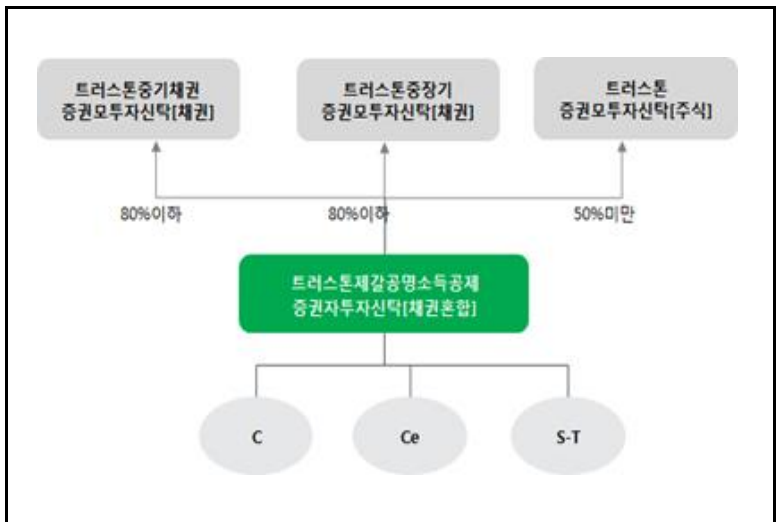 트러스톤중기채권
증권모투자신탁[채권]
트러스톤중장기
증권모투자신탁[채권]
트러스톤
증권모투자신탁[주식]
80%이하
80%이하
50%미만
트러스톤제갈공명소득공제
증권자투자신탁[채권혼합]
C
Ce
S-T